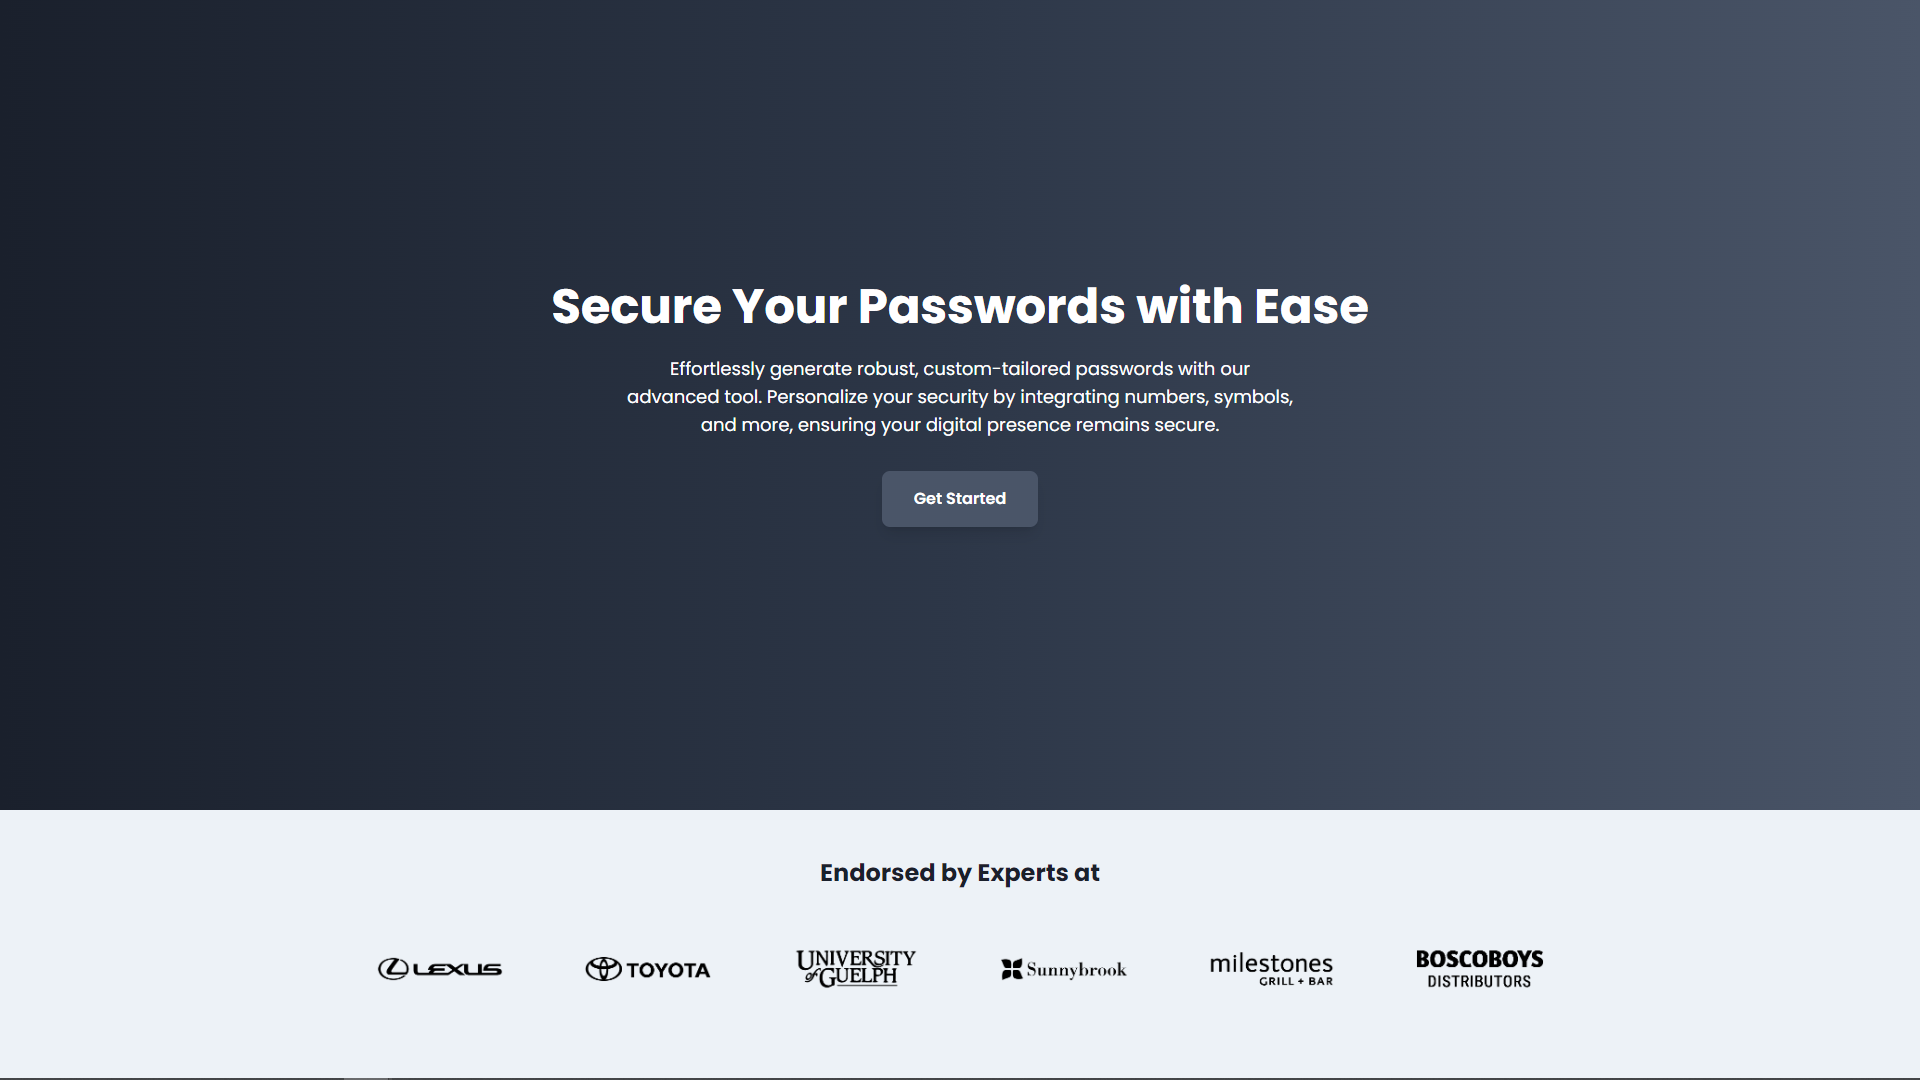 Secure Your Passwords with Ease
Effortlessly generate robust, custom-tailored passwords with our
advanced tool. Personalize your security by integrating numbers, symbols,
and more, ensuring your digital presence remains secure.
Get Started
Endorsed by Experts at
LEXUS
TOYOTA
UNIVERSITY
of GUELPH
Sunnybrook
milestones
GRILL + BAR
BOSCOBOYS
DISTRIBUTORS